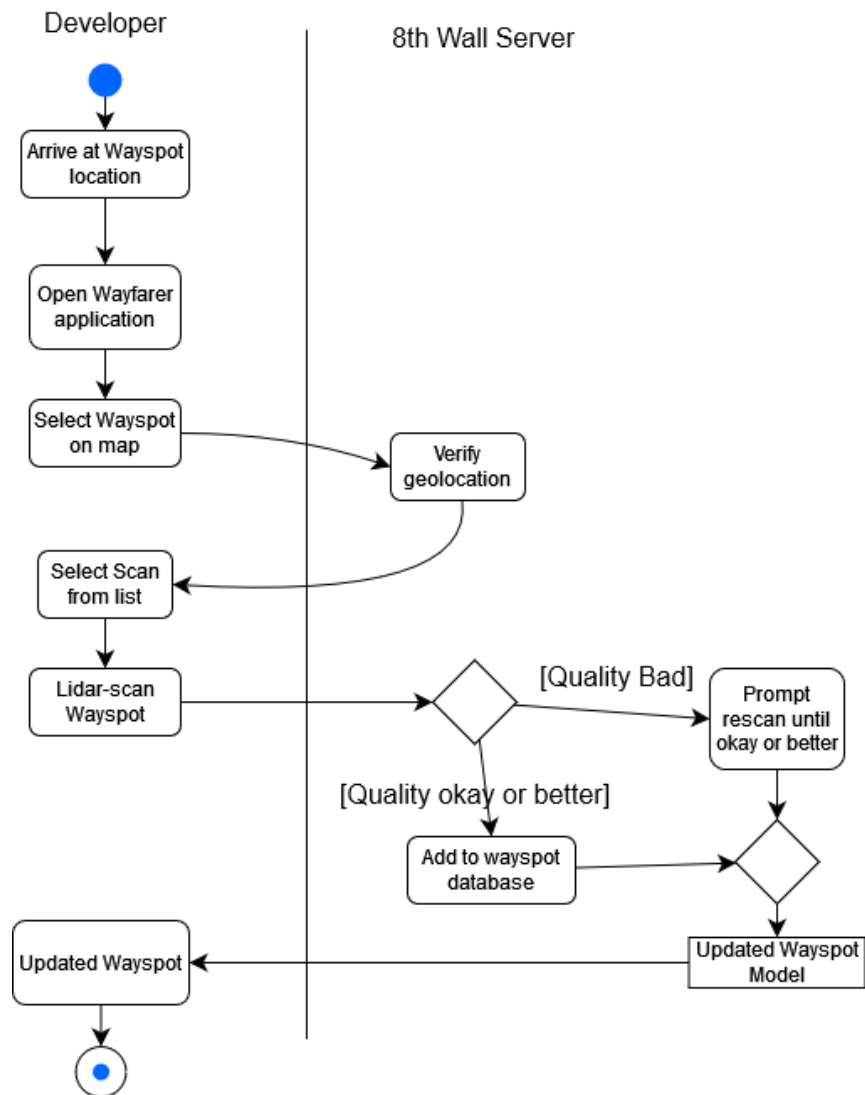 Developer
8th Wall Server
Arrive at Wayspot
location
Open Wayfarer
application
Select Wayspot
on map
Verify
geolocation
Select Scan
from list
Lidar-scan
Wayspot
[Quality Bad]
Prompt
rescan until
okay or better
[Quality okay or better]
Add to wayspot
database
Updated Wayspot
Model
Updated Wayspot